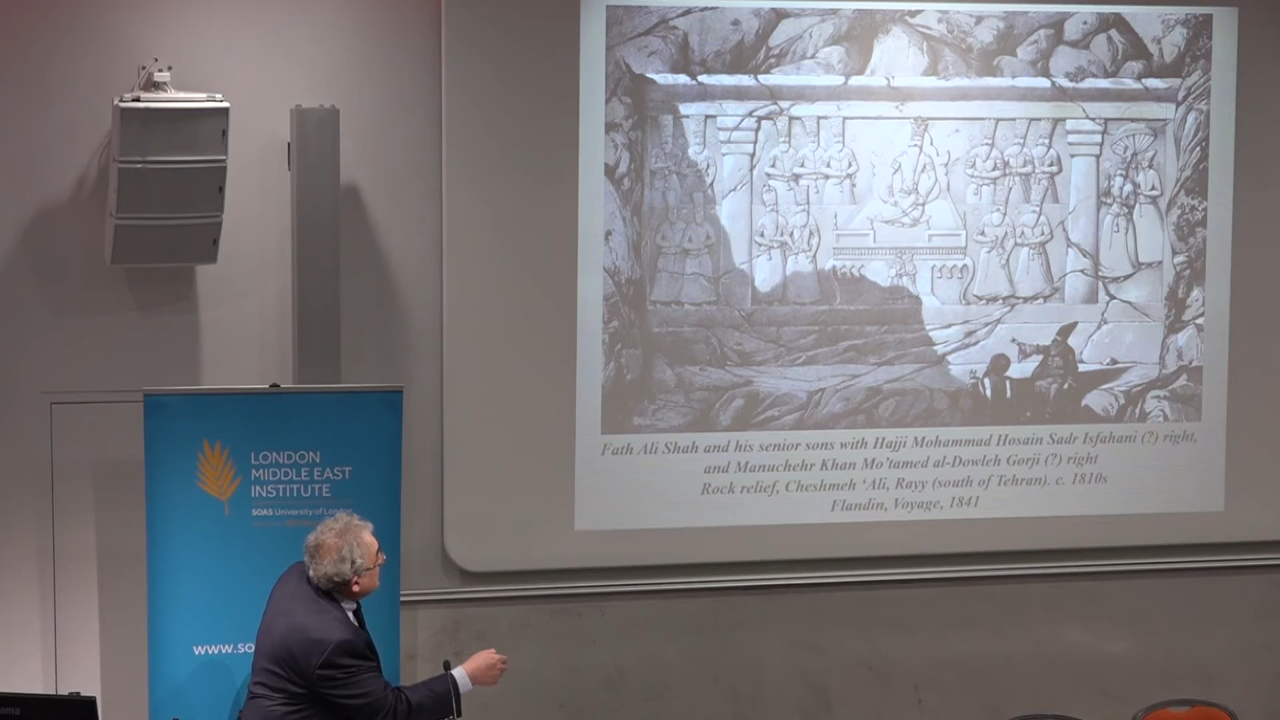 LONDON
MIDDLE EAST
INSTITUTE
SOAS University of London
www.so
Fath Ali Shah and his senior sons with Hajji Mohammad Hosain Sadr Isfahani (?) right,
and Manuchehr Khan Mo'tamed al-Dowleh Gorji (?) right
Rock relief, Cheshmeh 'Ali, Rayy (south of Tehran). c. 1810s
Flandin, Voyage, 1841
ama